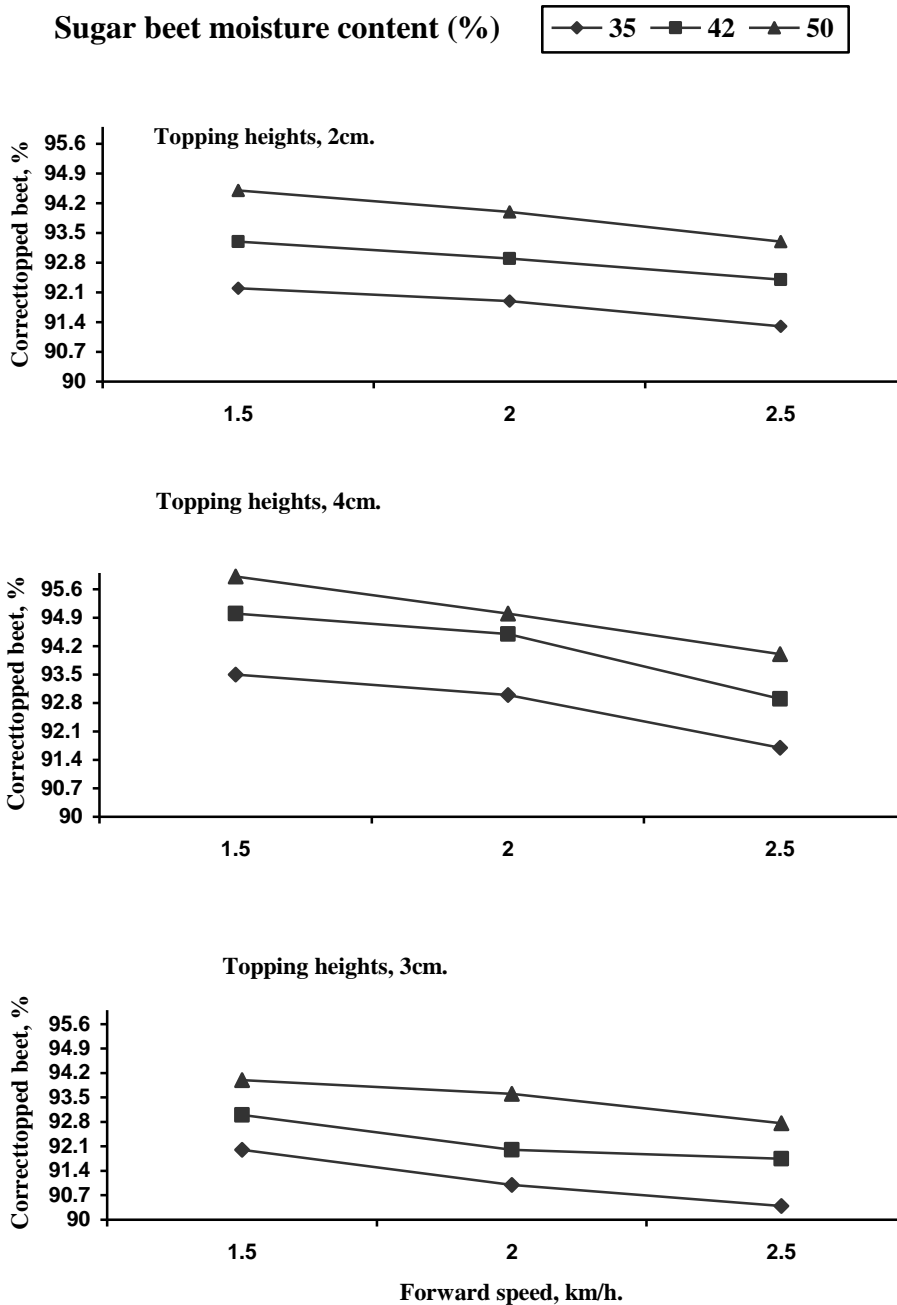 Sugar beet moisture content (%) 35 42 50
Topping heights, 2cm.
Correcttopped beet, %
95.6
94.9
94.2
93.5
92.8
92.1
91.4
90.7
90
1.5 2 2.5
Topping heights, 4cm.
Correcttopped beet, %
95.6
94.9
94.2
93.5
92.8
92.1
91.4
90.7
90
1.5 2 2.5
Topping heights, 3cm.
Correcttopped beet, %
95.6
94.9
94.2
93.5
92.8
92.1
91.4
90.7
90
1.5 2 2.5
Forward speed, km/h.